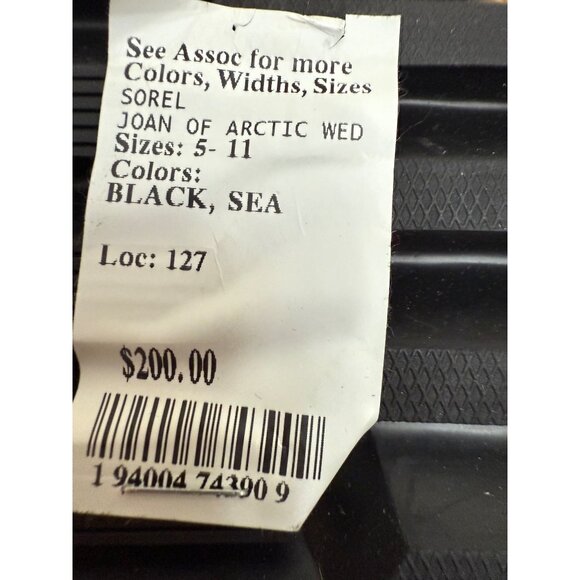 See Assoc for more
Colors, Widths, Sizes
SOREL
JOAN OF ARCTIC WED
Sizes: 5- 11
Colors:
BLACK, SEA
Loc: 127
$200.00
1 94004 74390 9